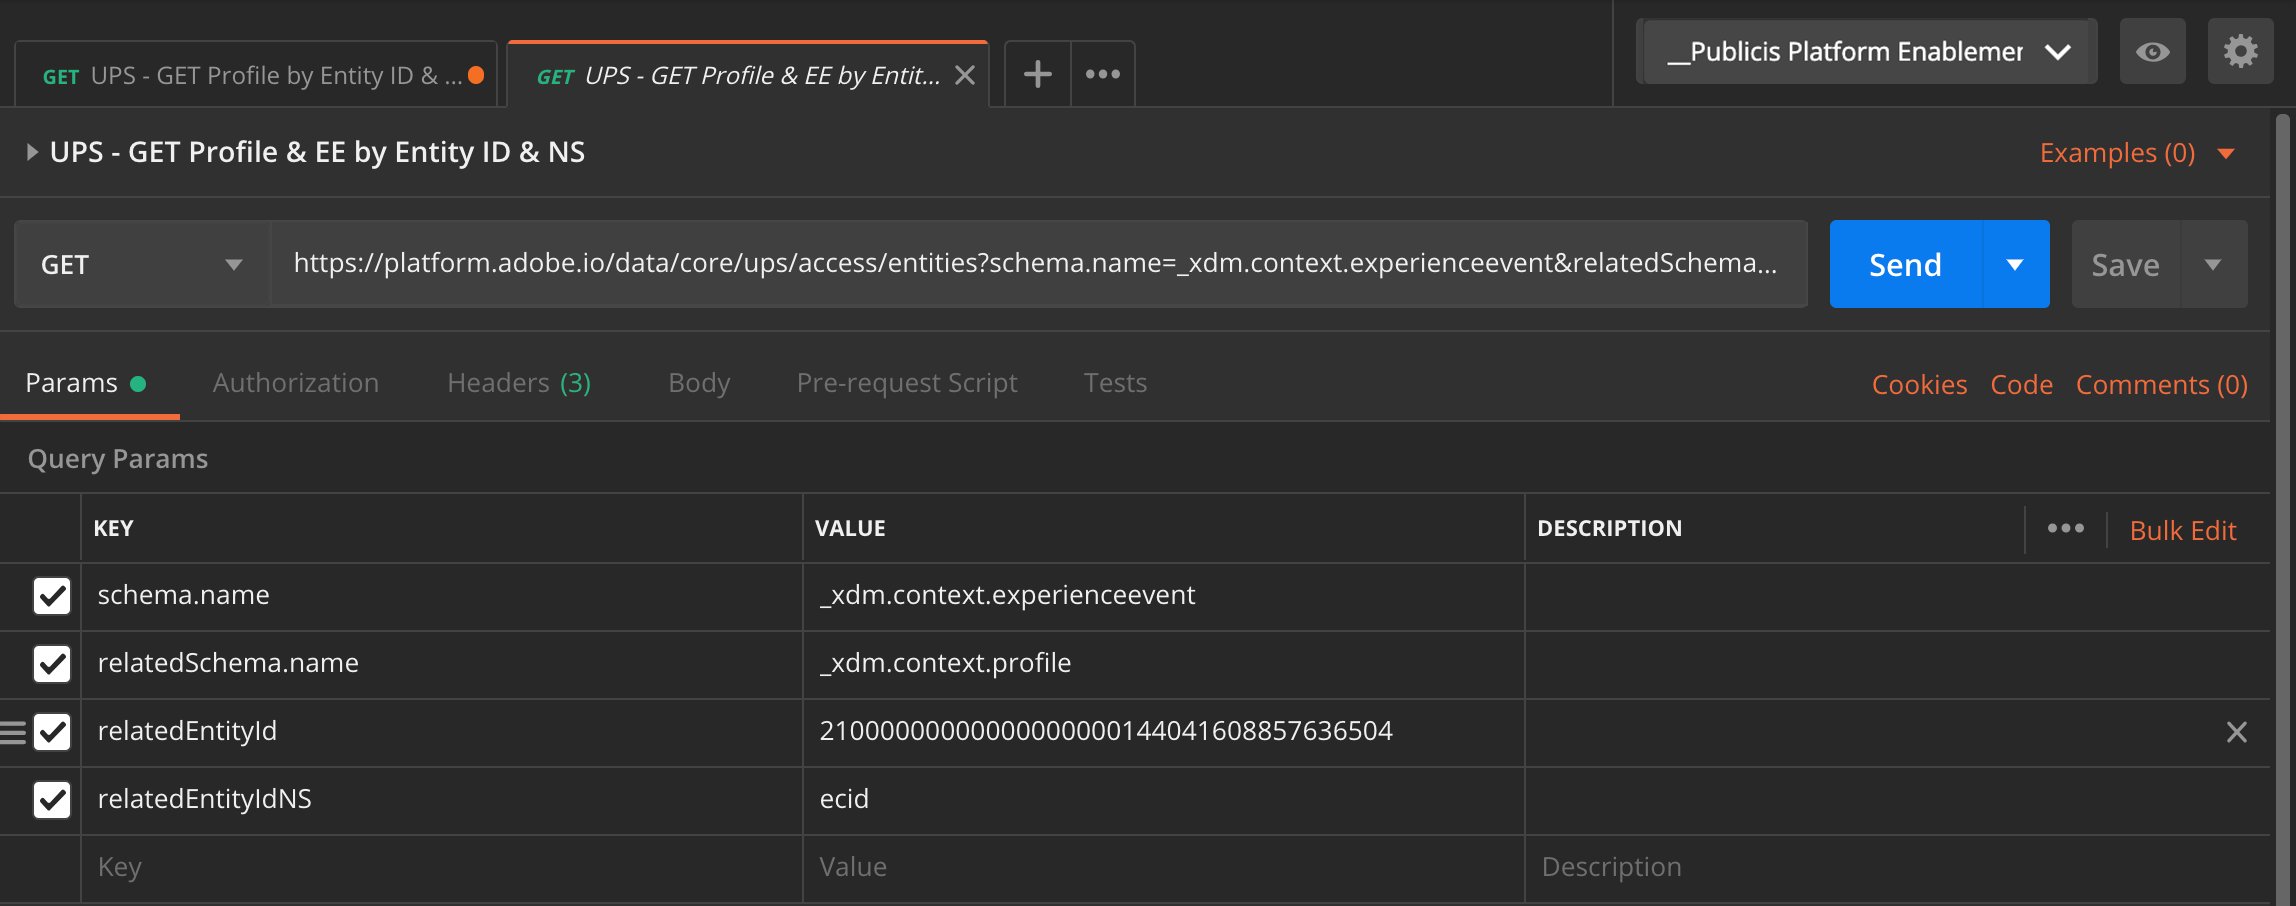 GET UPS - GET Profile by Entity ID & ...
GET UPS - GET Profile & EE by Entit...
__Publicis Platform Enablemer
UPS - GET Profile & EE by Entity ID & NS
Examples (0)
GET
https://platform.adobe.io/data/core/ups/access/entities?schema.name=_xdm.context.experienceevent&relatedSchema...
Send
Save
Params
Authorization
Headers (3)
Body
Pre-request Script
Tests
Cookies
Code
Comments (0)
Query Params
KEY VALUE DESCRIPTION Bulk Edit
schema.name _xdm.context.experienceevent
relatedSchema.name _xdm.context.profile
relatedEntityId 21000000000000000000144041608857636504
relatedEntityIdNS ecid
Key Value Description